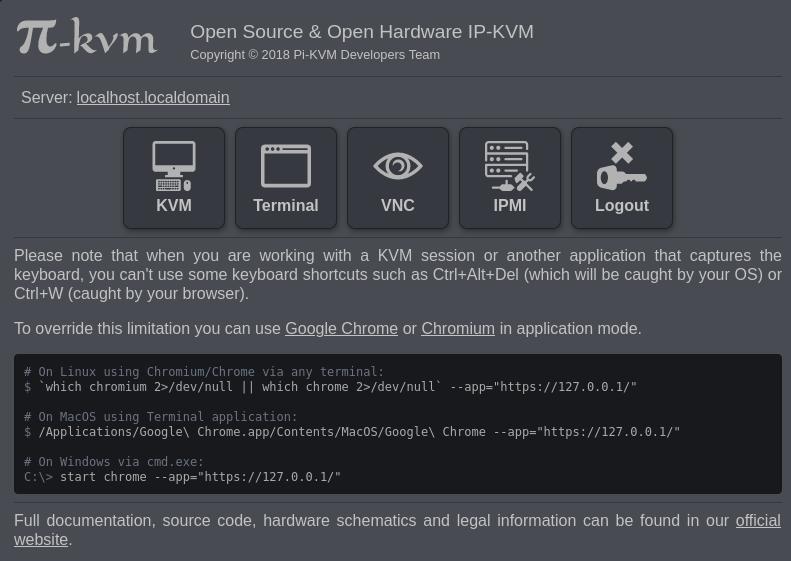 π-kvm
Open Source & Open Hardware IP-KVM
Copyright © 2018 Pi-KVM Developers Team
Server: localhost.localdomain
KVM
Terminal
VNC
IPMI
Logout
Please note that when you are working with a KVM session or another application that captures the
keyboard, you can't use some keyboard shortcuts such as Ctrl+Alt+Del (which will be caught by your OS) or
Ctrl+W (caught by your browser).
To override this limitation you can use Google Chrome or Chromium in application mode.
# On Linux using Chromium/Chrome via any terminal:
$ `which chromium 2>/dev/null || which chrome 2>/dev/null` --app="https://127.0.0.1/"
# On MacOS using Terminal application:
$ /Applications/Google\ Chrome.app/Contents/MacOS/Google\ Chrome --app="https://127.0.0.1/"
# On Windows via cmd.exe:
C:\> start chrome --app="https://127.0.0.1/"
Full documentation, source code, hardware schematics and legal information can be found in our official
website.